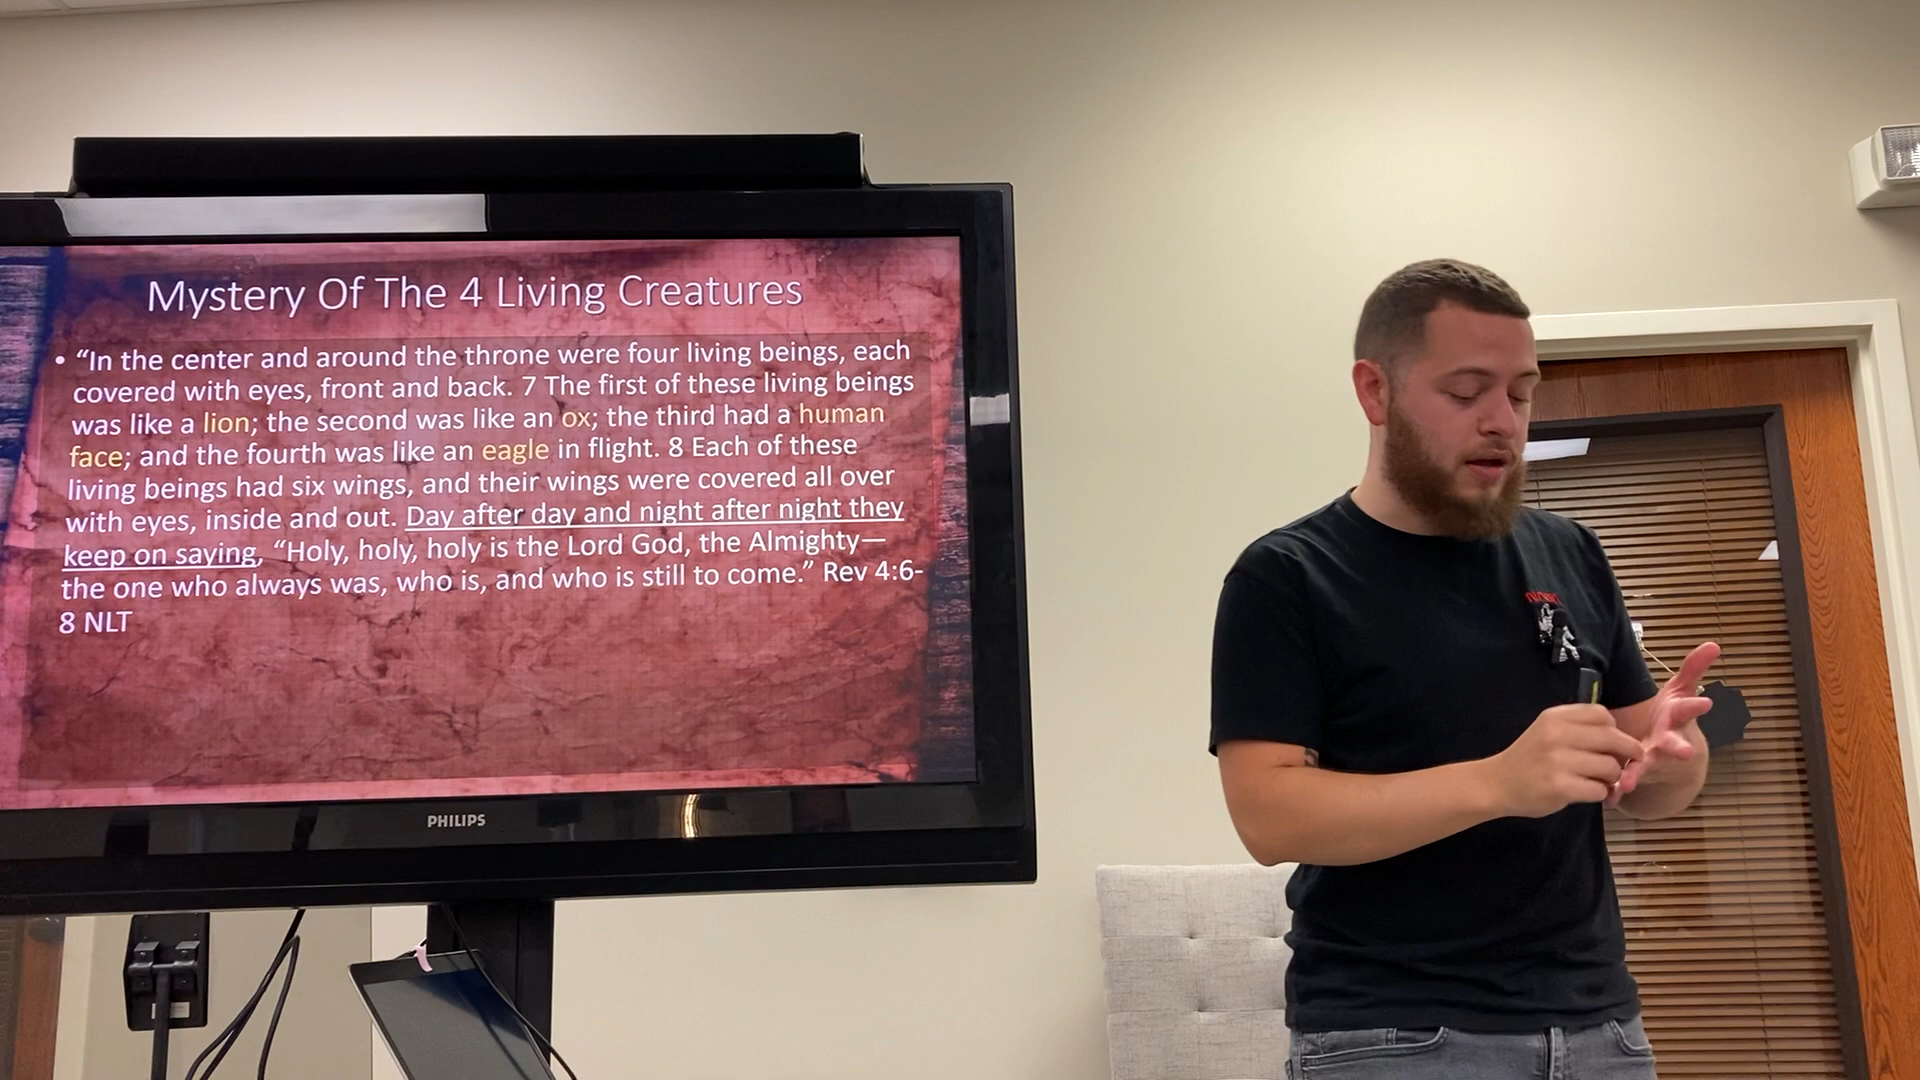 Mystery Of The 4 Living Creatures
• “In the center and around the throne were four living beings, each
covered with eyes, front and back. 7 The first of these living beings
was like a lion; the second was like an ox; the third had a human
face; and the fourth was like an eagle in flight. 8 Each of these
living beings had six wings, and their wings were covered all over
with eyes, inside and out. Day after day and night after night they
keep on saying, “Holy, holy, holy is the Lord God, the Almighty—
the one who always was, who is, and who is still to come.” Rev 4:6-
8 NLT
PHILIPS